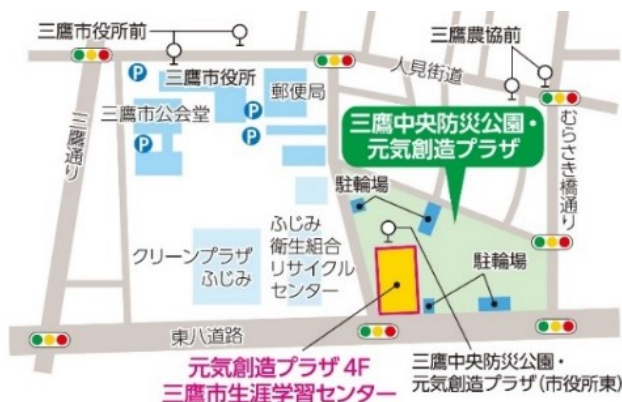 三鷹市役所前
三鷹農協前
人見街道
P
三鷹市役所
郵便局
三鷹市公会堂
P
P
三鷹通り
むらさき橋通り
三鷹中央防災公園・
元気創造プラザ
駐輪場
ふじみ
衛生組合
リサイクル
センター
クリーンプラザ
ふじみ
駐輪場
東八道路
元気創造プラザ 4F
三鷹市生涯学習センター
三鷹中央防災公園・
元気創造プラザ(市役所東)